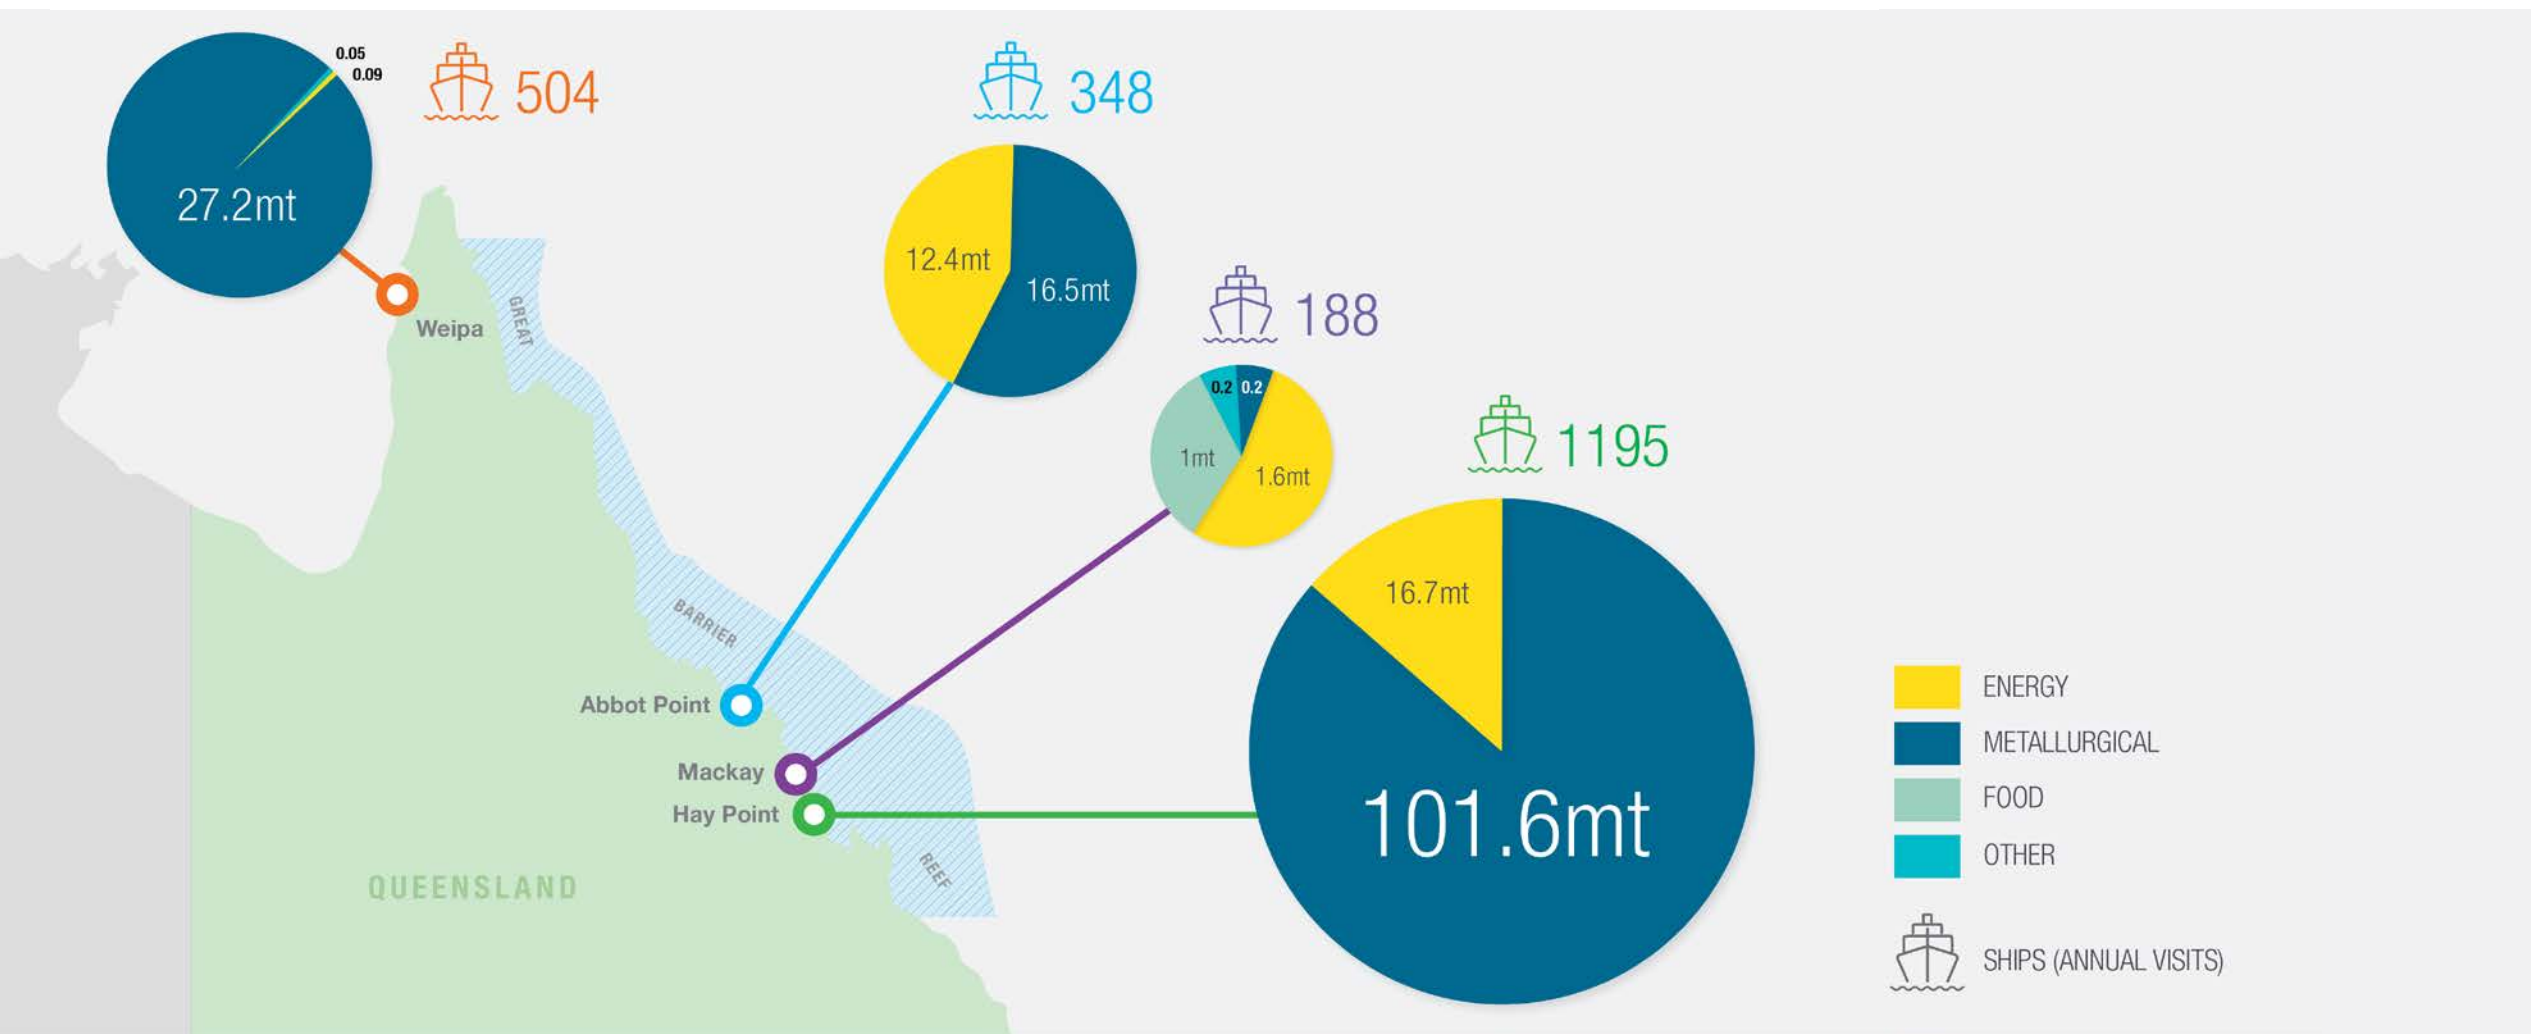 0.05
0.09
504
27.2mt
Weipa
GREAT
348
12.4mt
16.5mt
188
0.2 0.2
1mt
1.6mt
1195
16.7mt
101.6mt
BARRIER
Abbot Point
Mackay
Hay Point
REEF
QUEENSLAND
ENERGY
METALLURGICAL
FOOD
OTHER
SHIPS (ANNUAL VISITS)